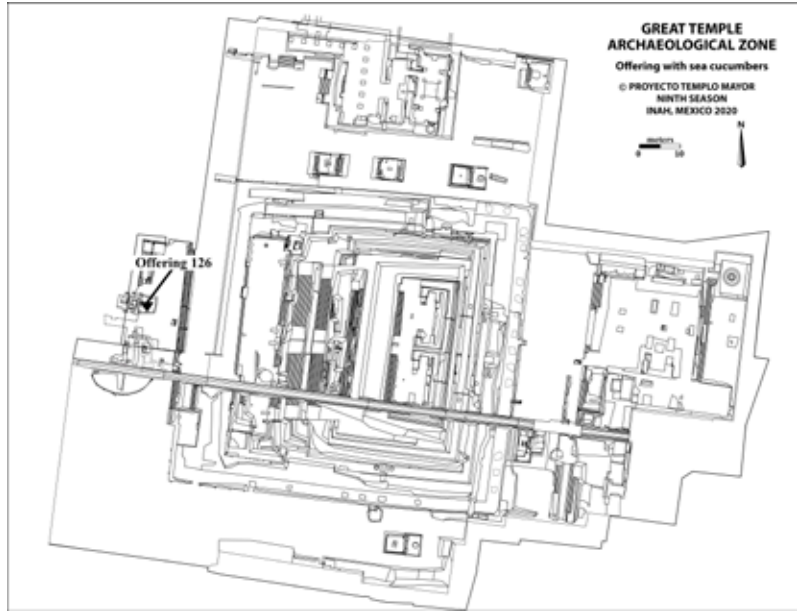 GREAT TEMPLE
ARCHAEOLOGICAL ZONE
Offering with sea cucumbers
© PROYECTO TEMPLO MAYOR
NINTH SEASON
INAH, MEXICO 2020
N
meters
0 10
Offering 126